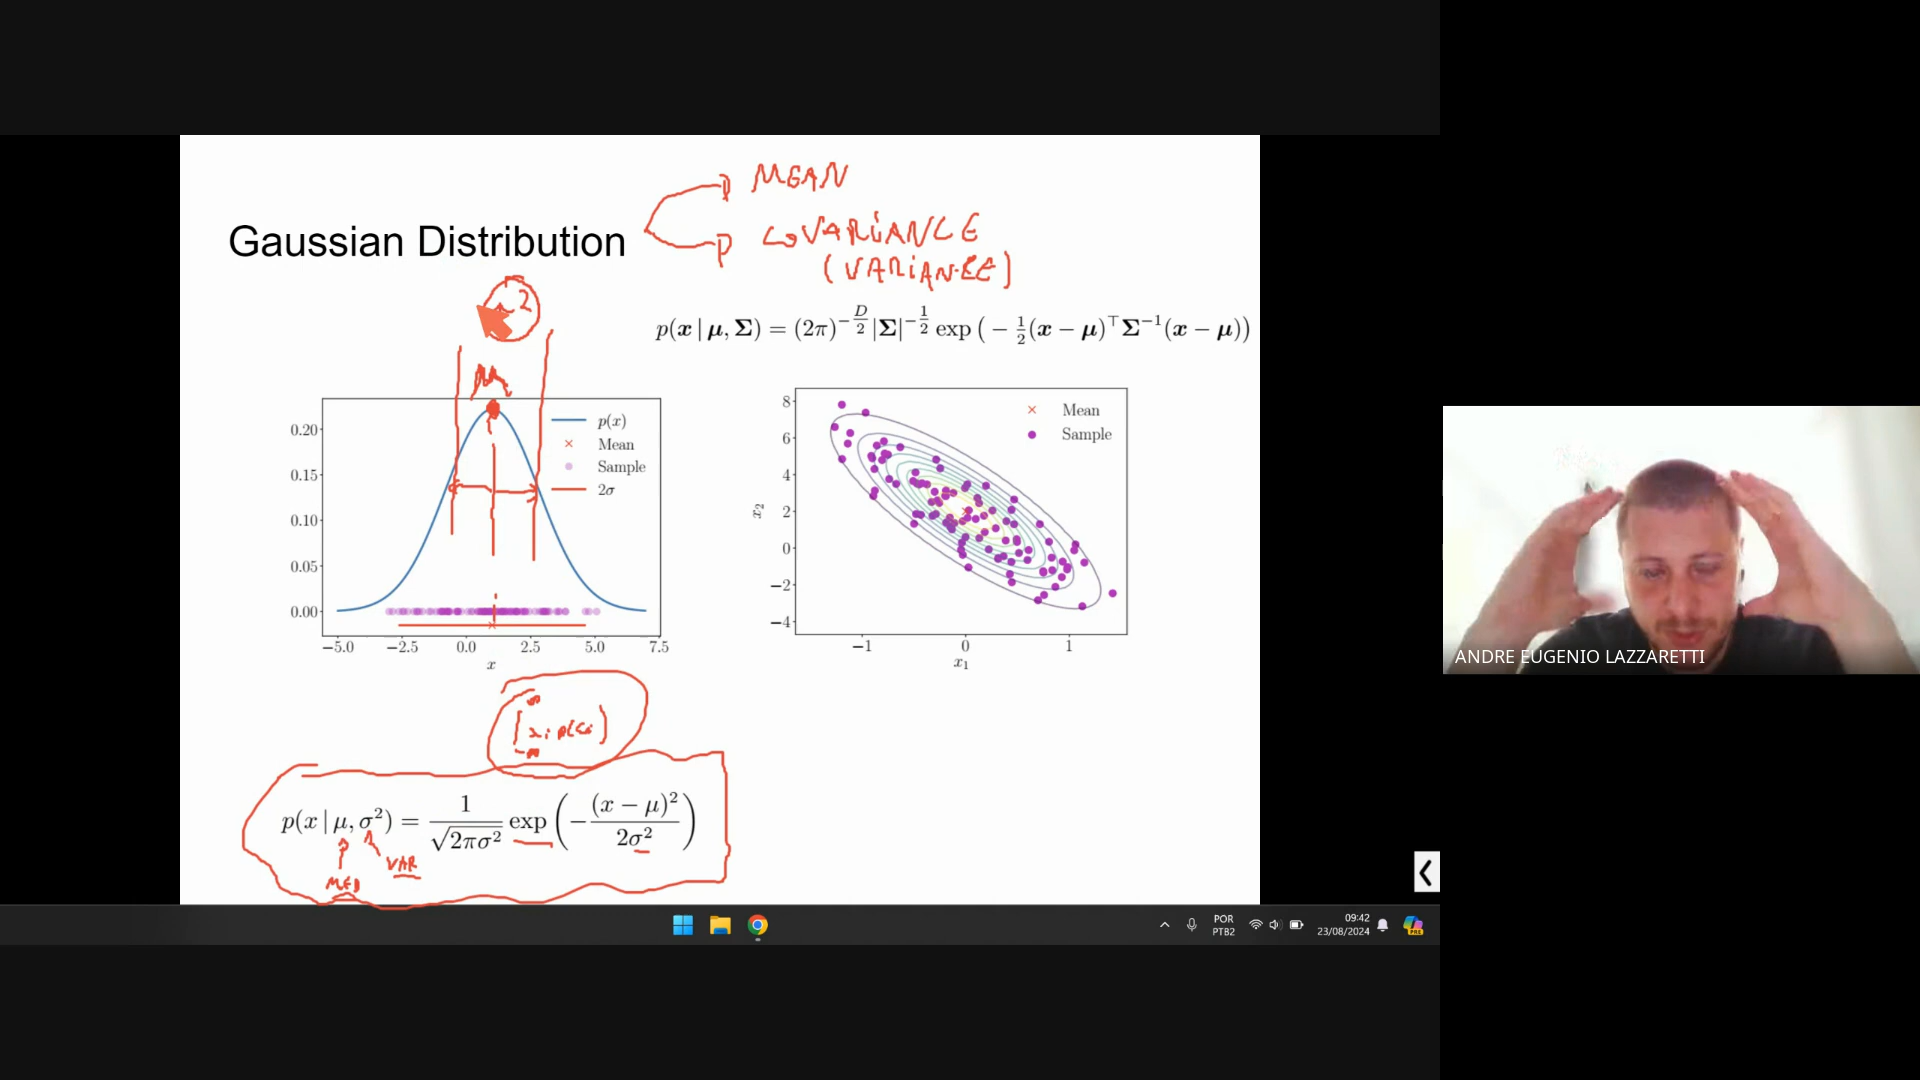 MEAN
COVARIANCE
(VARIANCE)
Gaussian Distribution
2
p(x | μ, Σ) = (2π)^{-D/2} |Σ|^{-1/2} exp ( − 1/2 (x − μ)^⊤ Σ^{−1} (x − μ))
p(x)
Mean
Sample
2σ
0.20
0.15
0.10
0.05
0.00
−5.0 −2.5 0.0 2.5 5.0 7.5
x
Mean
Sample
8
6
4
2
0
−2
−4
x₂
−1 0 1
x₁
p(x | μ, σ²) = 1/√(2πσ²) exp ( − (x − μ)²/2σ² )
VAR
MED
ANDRE EUGENIO LAZZARETTI
POR
PTB2
09:42
23/08/2024
PRE